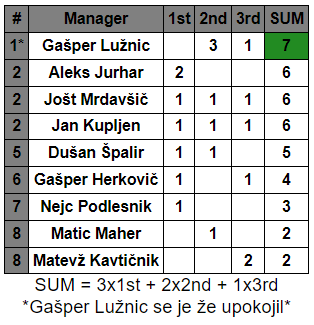 # Manager 1st 2nd 3rd SUM
1* Gašper Lužnic 3 1 7
2 Aleks Jurhar 2 6
2 Jošt Mrdavšič 1 1 1 6
2 Jan Kupljen 1 1 1 6
5 Dušan Špalir 1 1 5
6 Gašper Herkovič 1 1 4
7 Nejc Podlesnik 1 3
8 Matic Maher 1 2
8 Matevž Kavtičnik 2 2
SUM = 3x1st + 2x2nd + 1x3rd
*Gašper Lužnic se je že upokojil*